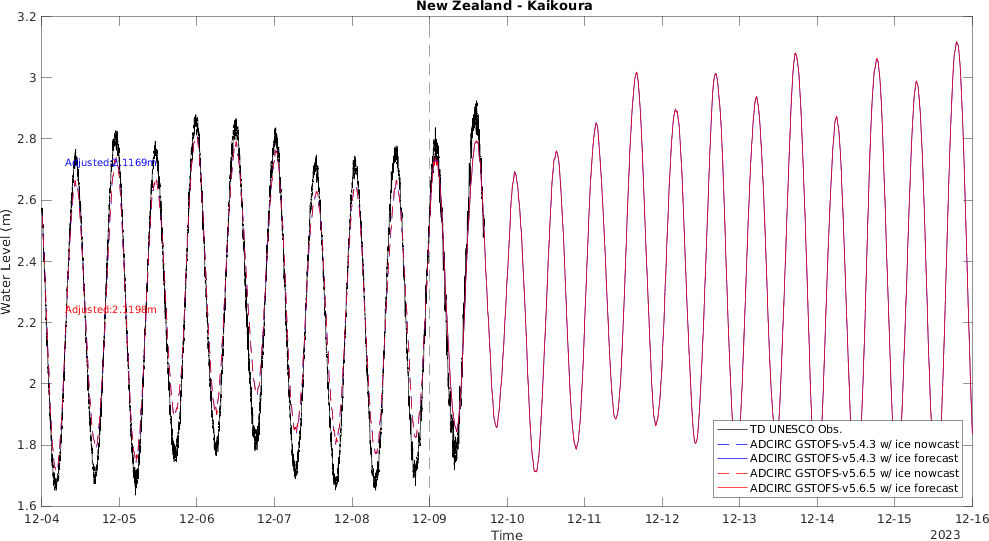 New Zealand - Kaikoura
Water Level (m)
3.2
3
2.8
2.6
2.4
2.2
2
1.8
1.6
Adjusted:2.1169m
Adjusted:2.1198m
TD UNESCO Obs.
ADCIRC GSTOFS-v5.4.3 w/ ice nowcast
ADCIRC GSTOFS-v5.4.3 w/ ice forecast
ADCIRC GSTOFS-v5.6.5 w/ ice nowcast
ADCIRC GSTOFS-v5.6.5 w/ ice forecast
12-04 12-05 12-06 12-07 12-08 12-09 12-10 12-11 12-12 12-13 12-14 12-15 12-16
Time
2023